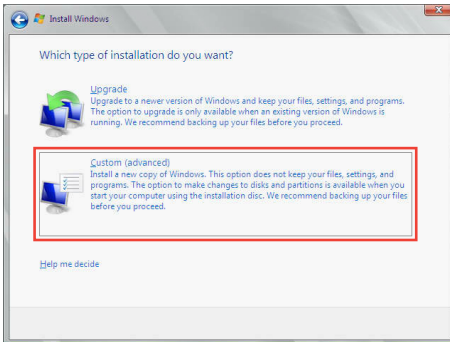 Install Windows
Which type of installation do you want?
Upgrade
Upgrade to a newer version of Windows and keep your files, settings, and programs.
The option to upgrade is only available when an existing version of Windows is
running. We recommend backing up your files before you proceed.
Custom (advanced)
Install a new copy of Windows. This option does not keep your files, settings, and
programs. The option to make changes to disks and partitions is available when you
start your computer using the installation disc. We recommend backing up your files
before you proceed.
Help me decide